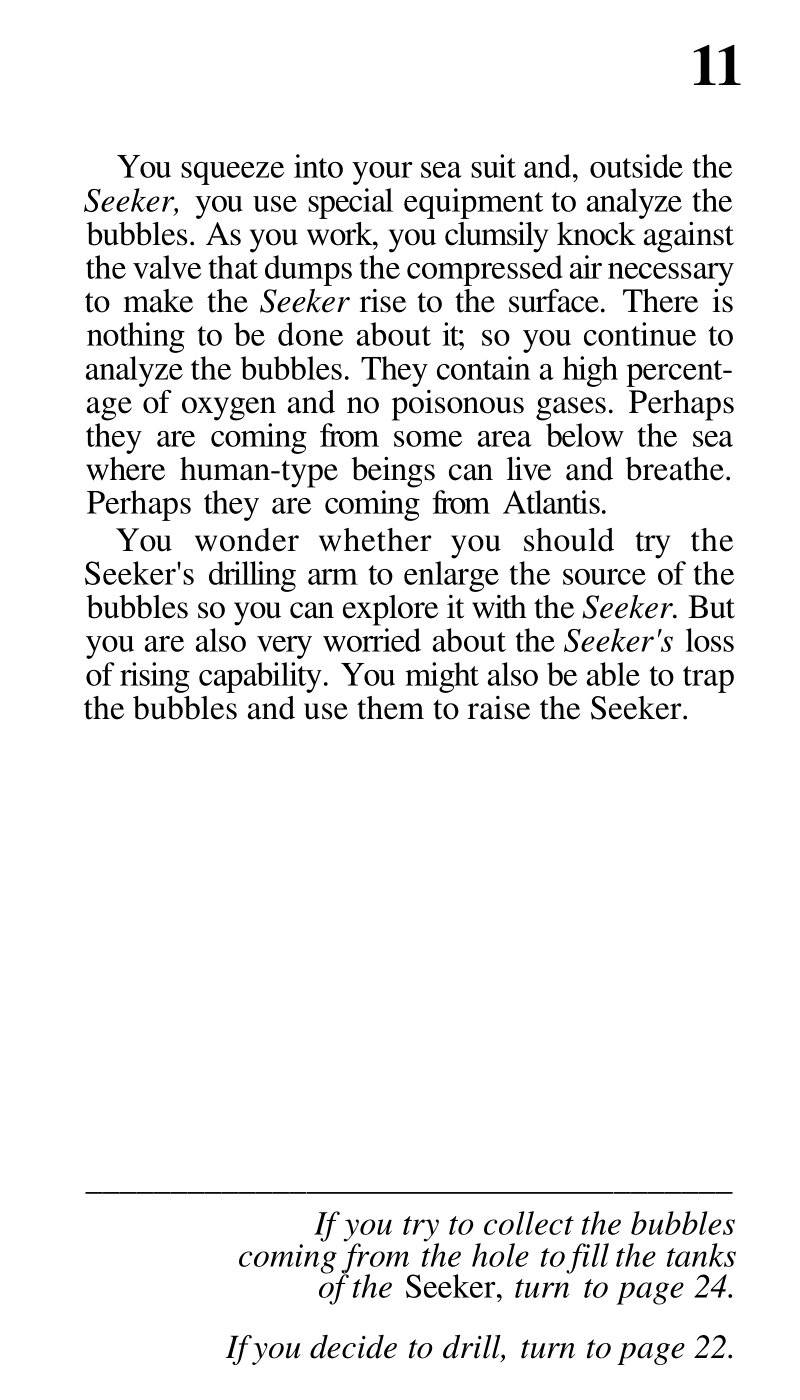 11
You squeeze into your sea suit and, outside the
Seeker, you use special equipment to analyze the
bubbles. As you work, you clumsily knock against
the valve that dumps the compressed air necessary
to make the Seeker rise to the surface. There is
nothing to be done about it; so you continue to
analyze the bubbles. They contain a high percent-
age of oxygen and no poisonous gases. Perhaps
they are coming from some area below the sea
where human-type beings can live and breathe.
Perhaps they are coming from Atlantis.
You wonder whether you should try the
Seeker's drilling arm to enlarge the source of the
bubbles so you can explore it with the Seeker. But
you are also very worried about the Seeker's loss
of rising capability. You might also be able to trap
the bubbles and use them to raise the Seeker.
If you try to collect the bubbles
coming from the hole to fill the tanks
of the Seeker, turn to page 24.
If you decide to drill, turn to page 22.